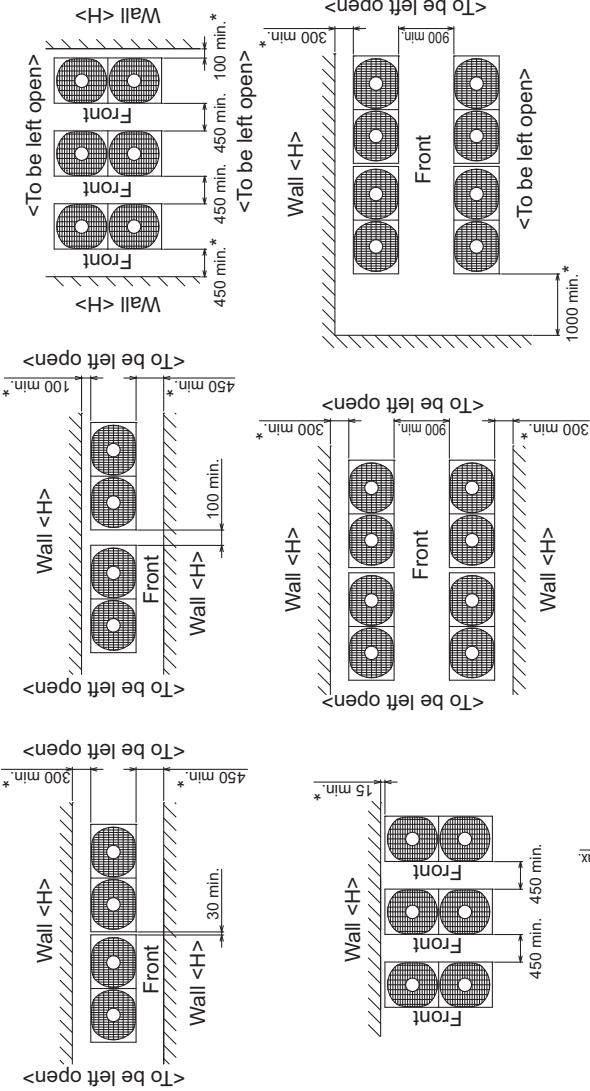 Wall <H>
<To be left open>
<To be left open>
300 min.*
450 min.*
30 min.
Front
Wall <H>
Wall <H>
<To be left open>
<To be left open>
100 min.*
450 min.*
100 min.
Front
Wall <H>
<To be left open>
Wall <H>
Wall <H>
Front
Front
Front
450 min.*
450 min.
450 min.
100 min.*
<To be left open>
Wall <H>
15 min.*
Front
Front
Front
450 min.
450 min.
Wall <H>
<To be left open>
<To be left open>
300 min.*
900 min.
300 min.*
Front
Wall <H>
Wall <H>
<To be left open>
300 min.*
900 min.
Front
<To be left open>
1000 min.*